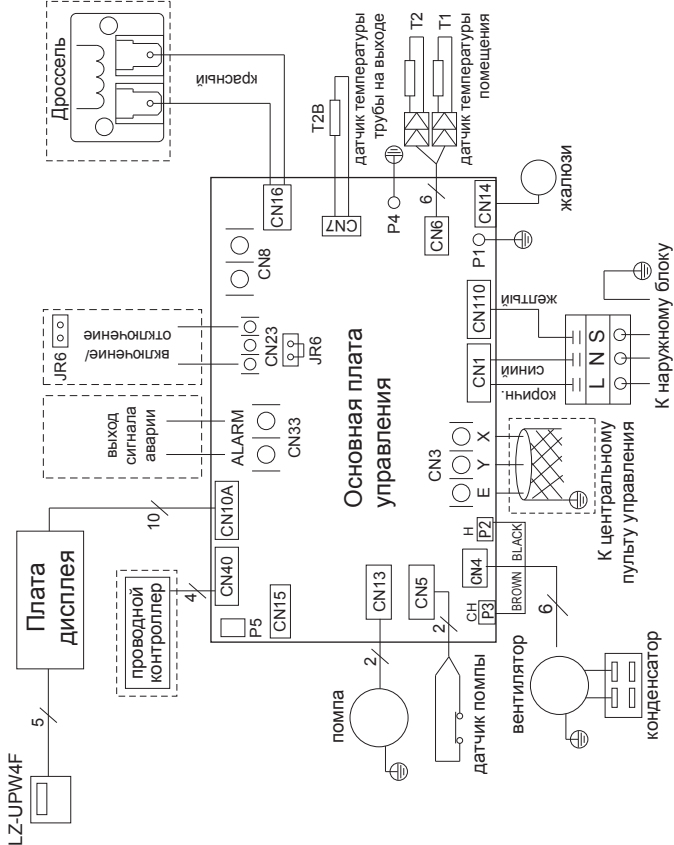 LZ-UPW4F
5
Плата
дисплея
10
проводной
контроллер
4
выход
сигнала
аварии
ALARM
JR6
включение/
отключение
Дроссель
красный
CN40
CN10A
CN33
CN23
JR6
CN8
CN16
P5
CN15
CN7
T2B
Основная плата
управления
P4
датчик температуры
трубы на выходе
T2
T1
датчик температуры
помещения
CN6
6
CN13
2
помпа
CN5
2
датчик помпы
CN3
E
Y
X
CN14
жалюзи
P1
CH
P3
CN4
H
P2
BROWN
BLACK
6
вентилятор
конденсатор
К центральному
пульту управления
CN1
CN110
коричн.
синий
желтый
L N S
К наружному блоку